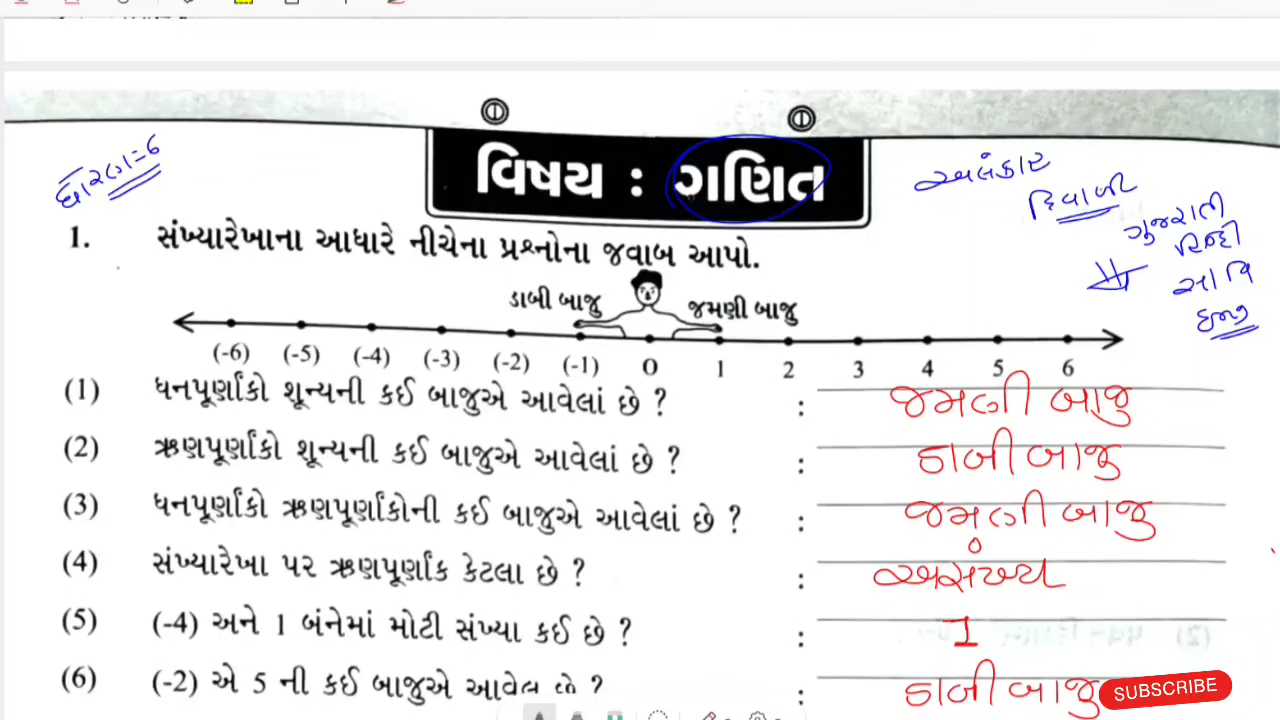 ધોરણ=6
વિષય : ગણિત
અલંકાર
દિવાળી
ગુજરાતી
હિન્દી
સા વિ
1. સંખ્યારેખાના આધારે નીચેના પ્રશ્નોના જવાબ આપો.
ડાબી બાજુ જમણી બાજુ
(-6) (-5) (-4) (-3) (-2) (-1) 0 1 2 3 4 5 6
(1) ધનપૂર્ણાંકો શૂન્યની કઈ બાજુએ આવેલાં છે ? : જમણી બાજુ
(2) ઋણપૂર્ણાંકો શૂન્યની કઈ બાજુએ આવેલાં છે ? : ડાબી બાજુ
(3) ધનપૂર્ણાંકો ઋણપૂર્ણાંકોની કઈ બાજુએ આવેલાં છે ? : જમણી બાજુ
(4) સંખ્યારેખા પર ઋણપૂર્ણાંક કેટલા છે ? : અસંખ્ય
(5) (-4) અને 1 બંનેમાં મોટી સંખ્યા કઈ છે ? : 1
(6) (-2) એ 5 ની કઈ બાજુએ આવેલ છે ? : ડાબી બાજુ
SUBSCRIBE